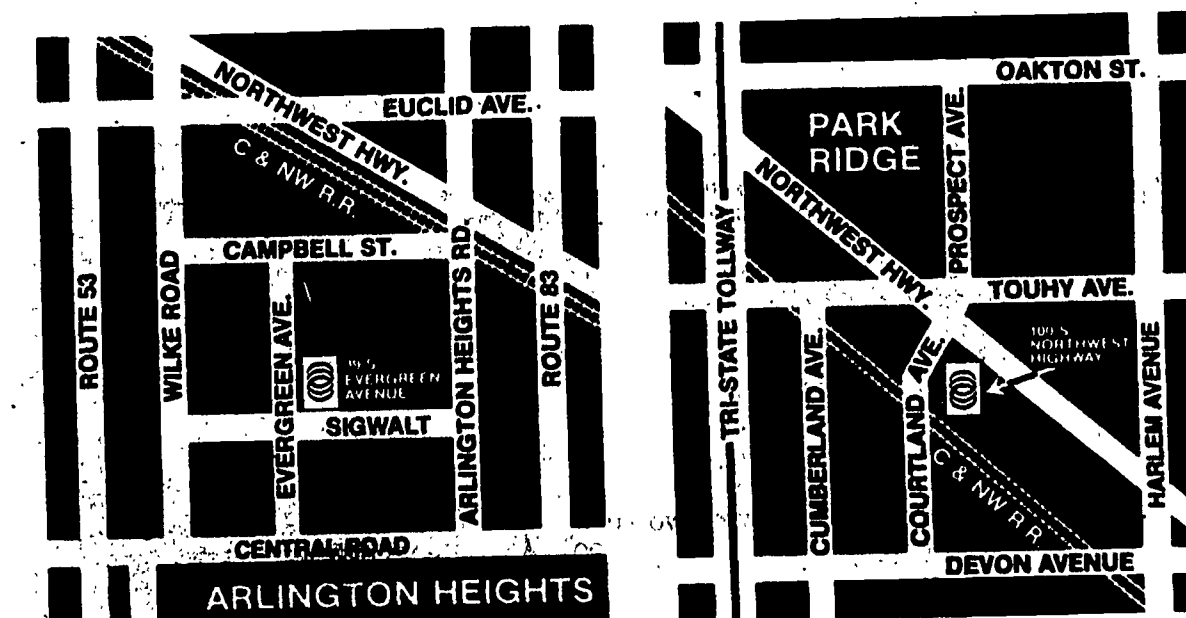 NORTHWEST HWY.
EUCLID AVE.
C & NW R.R.
CAMPBELL ST.
ROUTE 53
WILKE ROAD
EVERGREEN AVE.
ARLINGTON HEIGHTS RD.
ROUTE 83
39 S.
EVERGREEN
AVENUE
SIGWALT
CENTRAL ROAD
ARLINGTON HEIGHTS
OAKTON ST.
PARK
RIDGE
PROSPECT AVE.
NORTHWEST HWY.
TRI-STATE TOLLWAY
TOUHY AVE.
100 S.
NORTHWEST
HIGHWAY
CUMBERLAND AVE.
COURTLAND AVE.
HARLEM AVENUE
C & NW R.R.
DEVON AVENUE